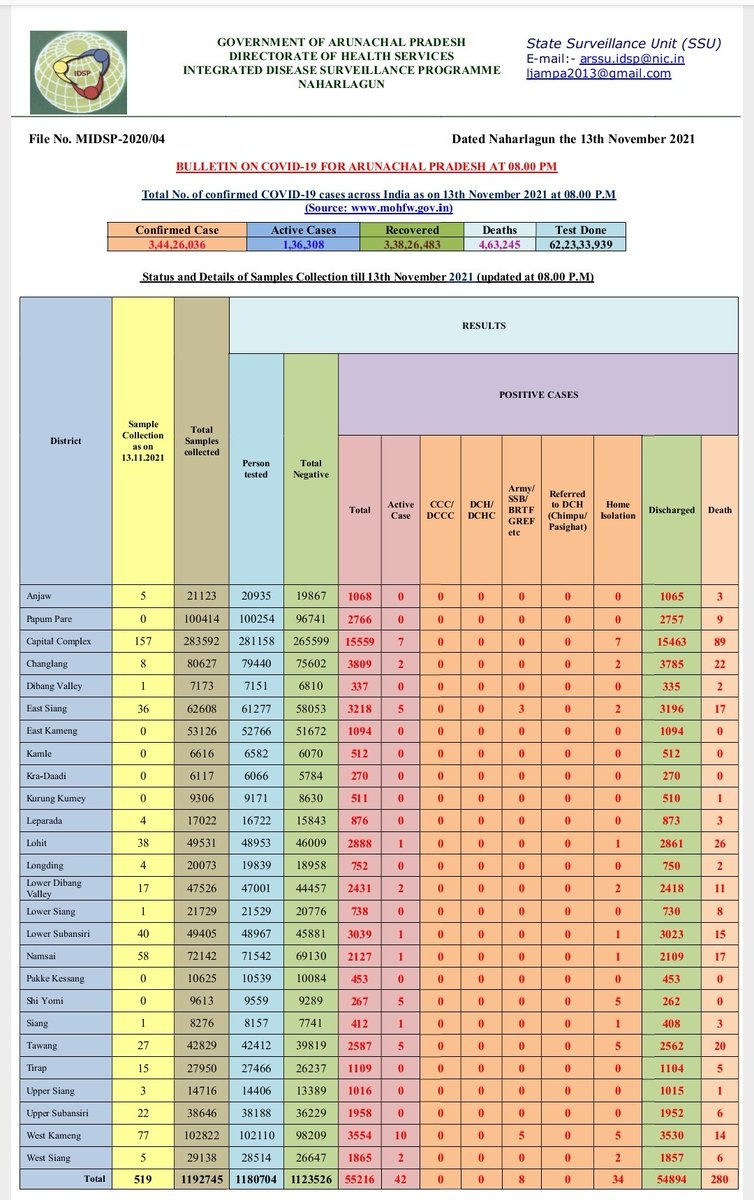 IDSP
GOVERNMENT OF ARUNACHAL PRADESH
DIRECTORATE OF HEALTH SERVICES
INTEGRATED DISEASE SURVEILLANCE PROGRAMME
NAHARLAGUN
State Surveillance Unit (SSU)
E-mail:- arssu.idsp@nic.in
ljampa2013@gmail.com
File No. MIDSP-2020/04 Dated Naharlagun the 13th November 2021
BULLETIN ON COVID-19 FOR ARUNACHAL PRADESH AT 08.00 PM
Total No. of confirmed COVID-19 cases across India as on 13th November 2021 at 08.00 P.M
(Source: www.mohfw.gov.in)
Confirmed Case Active Cases Recovered Deaths Test Done
3,44,26,036 1,36,308 3,38,26,483 4,63,245 62,23,33,939
Status and Details of Samples Collection till 13th November 2021 (updated at 08.00 P.M)
RESULTS
POSITIVE CASES
District
Sample
Collection
as on
13.11.2021
Total
Samples
collected
Person
tested
Total
Negative
Total
Active
Case
CCC/
DCCC
DCH/
DCHC
Army/
SSB/
BRTF
GREF
etc
Referred
to DCH
(Chimpu/
Pasighat)
Home
Isolation
Discharged
Death
Anjaw 5 21123 20935 19867 1068 0 0 0 0 0 0 1065 3
Papum Pare 0 100414 100254 96741 2766 0 0 0 0 0 0 2757 9
Capital Complex 157 283592 281158 265599 15559 7 0 0 0 0 7 15463 89
Changlang 8 80627 79440 75602 3809 2 0 0 0 0 2 3785 22
Dibang Valley 1 7173 7151 6810 337 0 0 0 0 0 0 335 2
East Siang 36 62608 61277 58053 3218 5 0 0 3 0 2 3196 17
East Kameng 0 53126 52766 51672 1094 0 0 0 0 0 0 1094 0
Kamle 0 6616 6582 6070 512 0 0 0 0 0 0 512 0
Kra-Daadi 0 6117 6066 5784 270 0 0 0 0 0 0 270 0
Kurung Kumey 0 9306 9171 8630 511 0 0 0 0 0 0 510 1
Leparada 4 17022 16722 15843 876 0 0 0 0 0 0 873 3
Lohit 38 49531 48953 46009 2888 1 0 0 0 0 1 2861 26
Longding 4 20073 19839 18958 752 0 0 0 0 0 0 750 2
Lower Dibang
Valley 17 47526 47001 44457 2431 2 0 0 0 0 2 2418 11
Lower Siang 1 21729 21529 20776 738 0 0 0 0 0 0 730 8
Lower Subansiri 40 49405 48967 45881 3039 1 0 0 0 0 1 3023 15
Namsai 58 72142 71542 69130 2127 1 0 0 0 0 1 2109 17
Pakke Kessang 0 10625 10539 10084 453 0 0 0 0 0 0 453 0
Shi Yomi 0 9613 9559 9289 267 5 0 0 0 0 5 262 0
Siang 1 8276 8157 7741 412 1 0 0 0 0 1 408 3
Tawang 27 42829 42412 39819 2587 5 0 0 0 0 5 2562 20
Tirap 15 27950 27466 26237 1109 0 0 0 0 0 0 1104 5
Upper Siang 3 14716 14406 13389 1016 0 0 0 0 0 0 1015 1
Upper Subansiri 22 38646 38188 36229 1958 0 0 0 0 0 0 1952 6
West Kameng 77 102822 102110 98209 3554 10 0 0 5 0 5 3530 14
West Siang 5 29138 28514 26647 1865 2 0 0 0 0 2 1857 6
Total 519 1192745 1180704 1123526 55216 42 0 0 8 0 34 54894 280